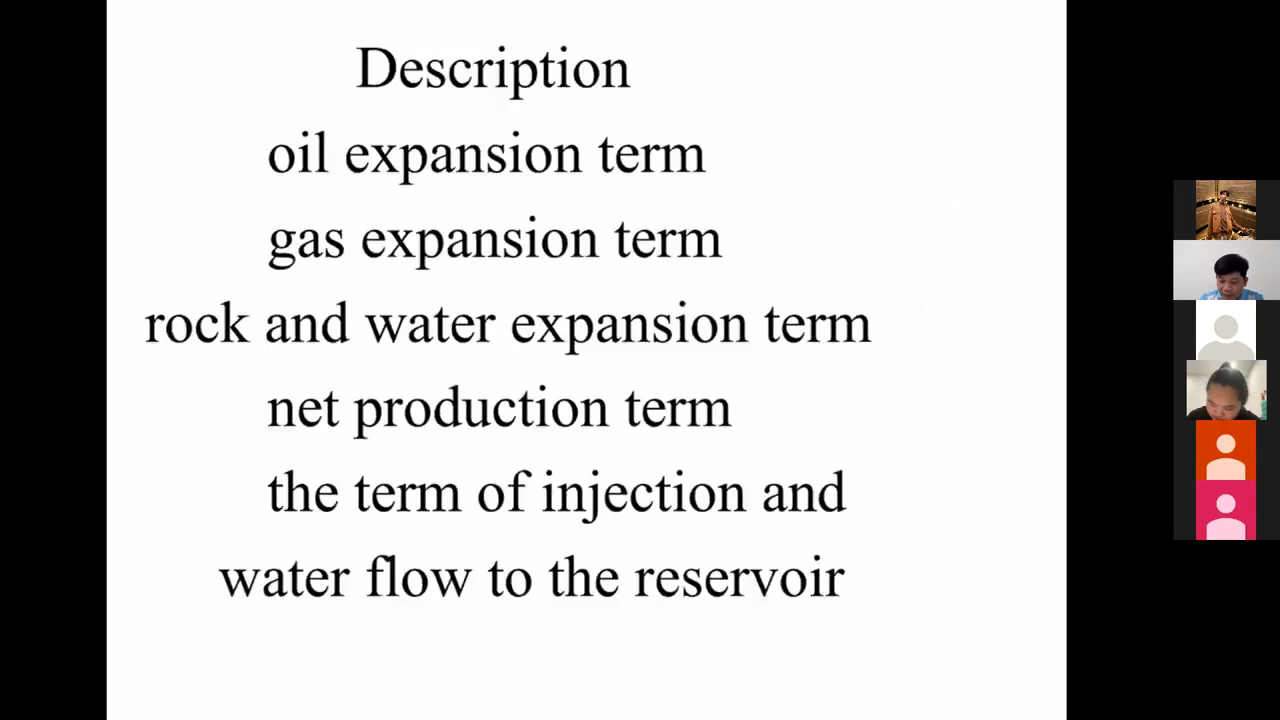 Description
oil expansion term
gas expansion term
rock and water expansion term
net production term
the term of injection and
water flow to the reservoir